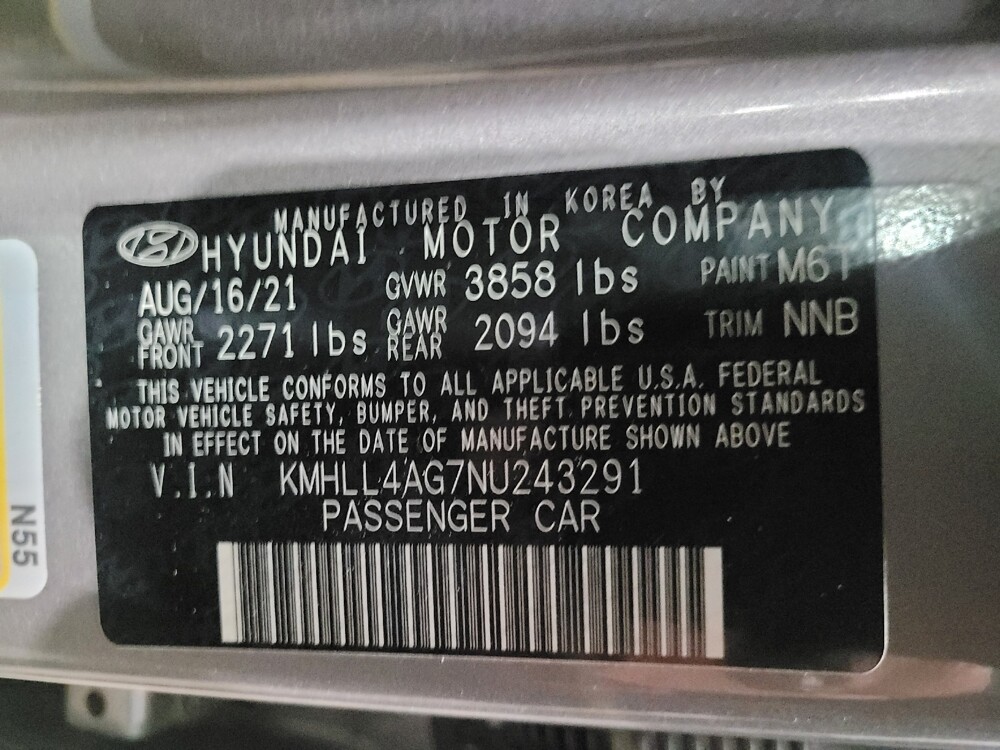 MANUFACTURED IN KOREA BY
HYUNDAI MOTOR COMPANY
AUG/16/21 GVWR 3858 lbs PAINT M6T
GAWR FRONT 2271 lbs GAWR REAR 2094 lbs TRIM NNB
THIS VEHICLE CONFORMS TO ALL APPLICABLE U.S.A. FEDERAL
MOTOR VEHICLE SAFETY, BUMPER, AND THEFT PREVENTION STANDARDS
IN EFFECT ON THE DATE OF MANUFACTURE SHOWN ABOVE
V.I.N KMHLL4AG7NU243291
PASSENGER CAR
N55